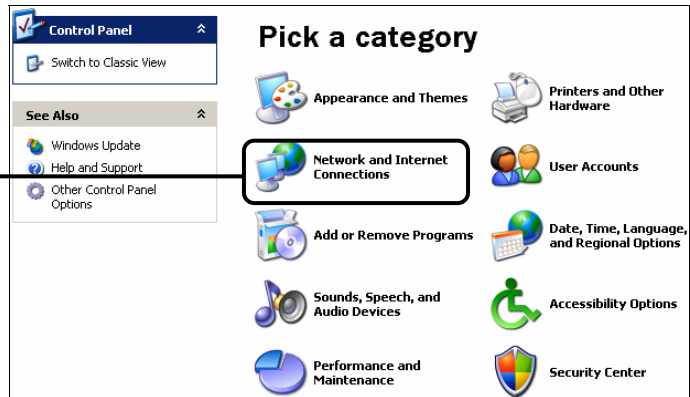 Control Panel
Switch to Classic View
See Also
Windows Update
Help and Support
Other Control Panel
Options
Pick a category
Appearance and Themes
Printers and Other
Hardware
Network and Internet
Connections
User Accounts
Add or Remove Programs
Date, Time, Language,
and Regional Options
Sounds, Speech, and
Audio Devices
Accessibility Options
Performance and
Maintenance
Security Center